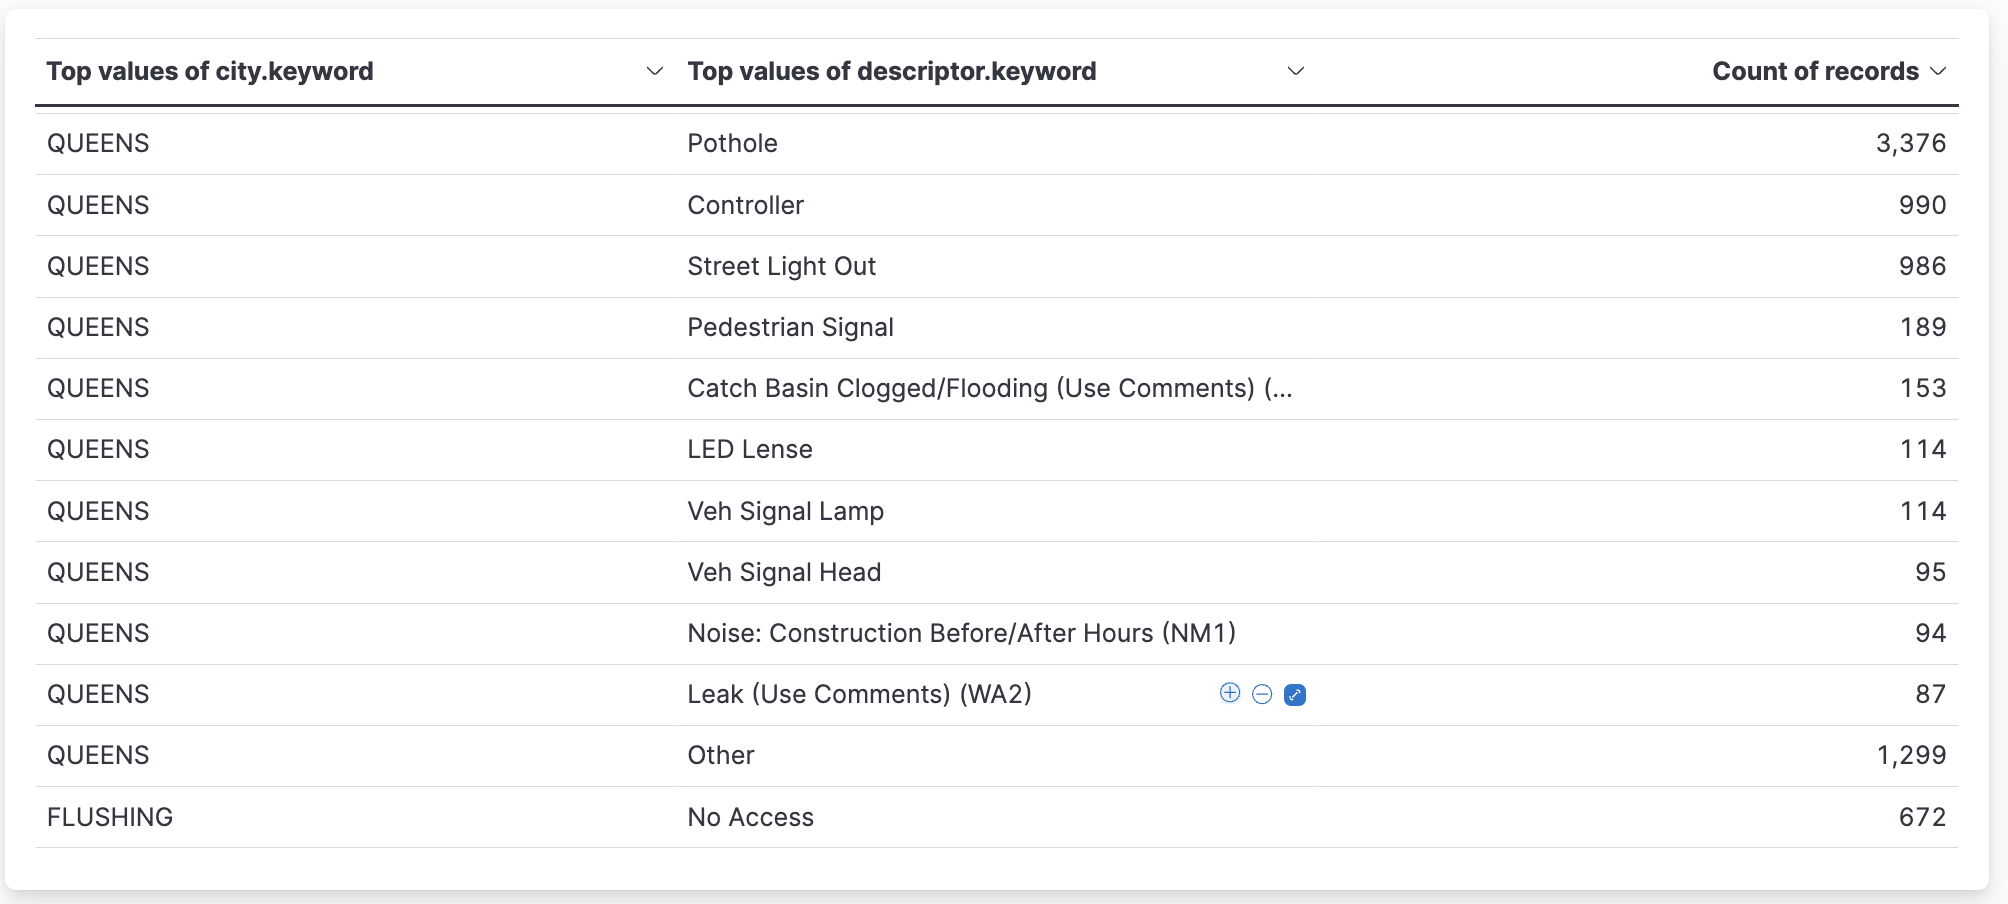 Top values of city.keyword Top values of descriptor.keyword Count of records
QUEENS Pothole 3,376
QUEENS Controller 990
QUEENS Street Light Out 986
QUEENS Pedestrian Signal 189
QUEENS Catch Basin Clogged/Flooding (Use Comments) (... 153
QUEENS LED Lense 114
QUEENS Veh Signal Lamp 114
QUEENS Veh Signal Head 95
QUEENS Noise: Construction Before/After Hours (NM1) 94
QUEENS Leak (Use Comments) (WA2) 87
QUEENS Other 1,299
FLUSHING No Access 672